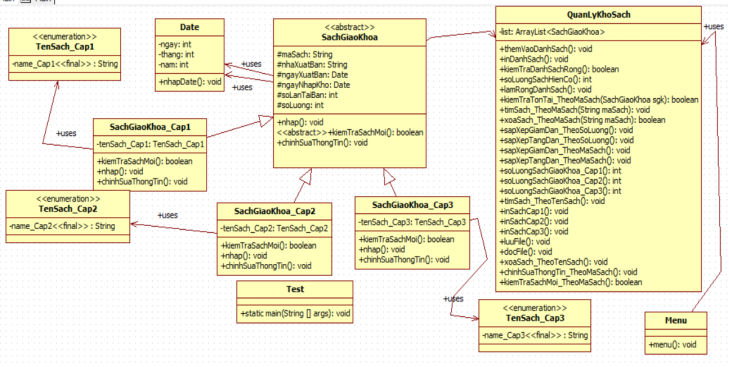 <<enumeration>>
TenSach_Cap1
-name_Cap1<<final>> : String
Date
-ngay: int
-thang: int
-nam: int
+nhapDate(): void
<<abstract>>
SachGiaoKhoa
#maSach: String
#nhaXuatBan: String
#ngayXuatBan: Date
#ngayNhapKho: Date
#soLanTaiBan: int
#soLuong: int
+nhap(): void
<<abstract>>+kiemTraSachMoi(): boolean
+chinhSuaThongTin(): void
QuanLyKhoSach
-list: ArrayList<SachGiaoKhoa>
+themVaoDanhSach(): void
+inDanhSach(): void
+kiemTraDanhSachRong(): boolean
+soLuongSachHienCo(): int
+lamRongDanhSach(): void
+kiemTraTonTai_TheoMaSach(SachGiaoKhoa sgk): boolean
+timSach_TheoMaSach(String maSach): void
+xoaSach_TheoMaSach(String maSach): boolean
+sapXepGiamDan_TheoSoLuong(): void
+sapXepTangDan_TheoSoLuong(): void
+sapXepGiamDan_TheoMaSach(): void
+sapXepTangDan_TheoMaSach(): void
+soLuongSachGiaoKhoa_Cap1(): int
+soLuongSachGiaoKhoa_Cap2(): int
+soLuongSachGiaoKhoa_Cap3(): int
+timSach_TheoTenSach(): void
+inSachCap1(): void
+inSachCap2(): void
+inSachCap3(): void
+luuFile(): void
+docFile(): void
+xoaSach_TheoTenSach(): void
+chinhSuaThongTin_TheoMaSach(): void
+kiemTraSachMoi_TheoMaSach(): boolean
+uses
+uses
+uses
+uses
SachGiaoKhoa_Cap1
-tenSach_Cap1: TenSach_Cap1
+kiemTraSachMoi(): boolean
+nhap(): void
+chinhSuaThongTin(): void
<<enumeration>>
TenSach_Cap2
-name_Cap2<<final>> : String
+uses
SachGiaoKhoa_Cap2
-tenSach_Cap2: TenSach_Cap2
+kiemTraSachMoi(): boolean
+nhap(): void
+chinhSuaThongTin(): void
SachGiaoKhoa_Cap3
-tenSach_Cap3: TenSach_Cap3
+kiemTraSachMoi(): boolean
+nhap(): void
+chinhSuaThongTin(): void
Test
+static main(String [] args): void
+uses
<<enumeration>>
TenSach_Cap3
-name_Cap3<<final>> : String
Menu
+menu(): void